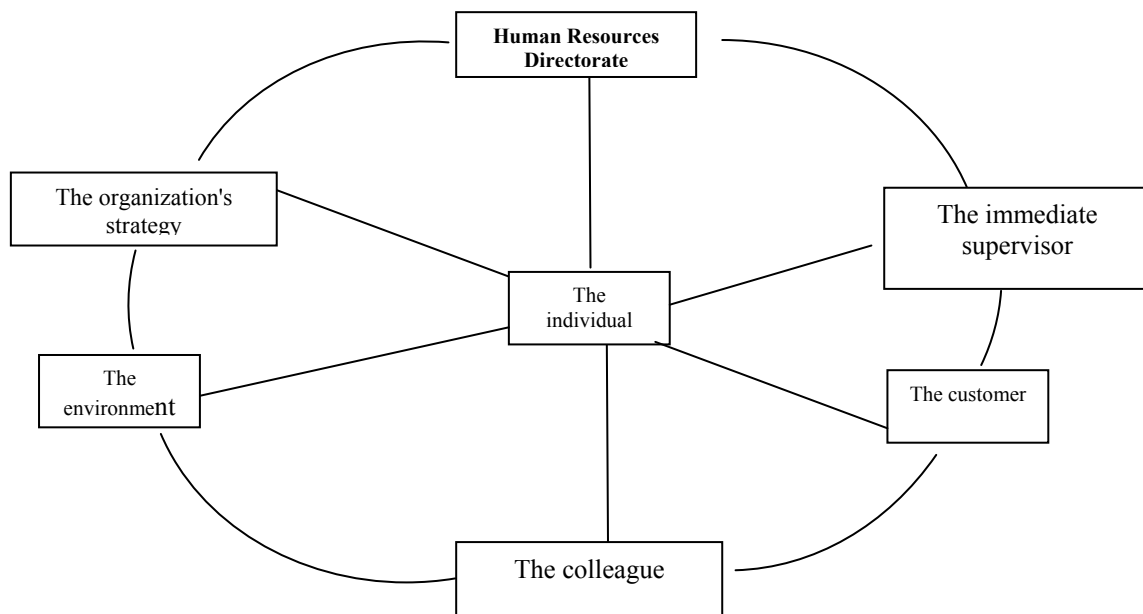 Human Resources
Directorate
The organization's
strategy
The immediate
supervisor
The
individual
The
environment
The customer
The colleague